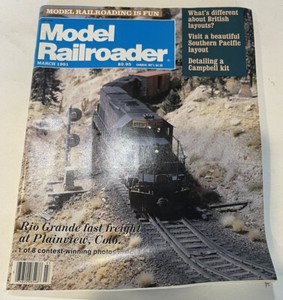 MODEL RAILROADING IS FUN
Model
Railroader
MARCH 1991
$2.95
What's different
about British
layouts?
Visit a beautiful
Southern Pacific
layout
Detailing a
Campbell kit
Rio Grande fast freight
at Plainview, Colo.
1 of 8 contest-winning photos